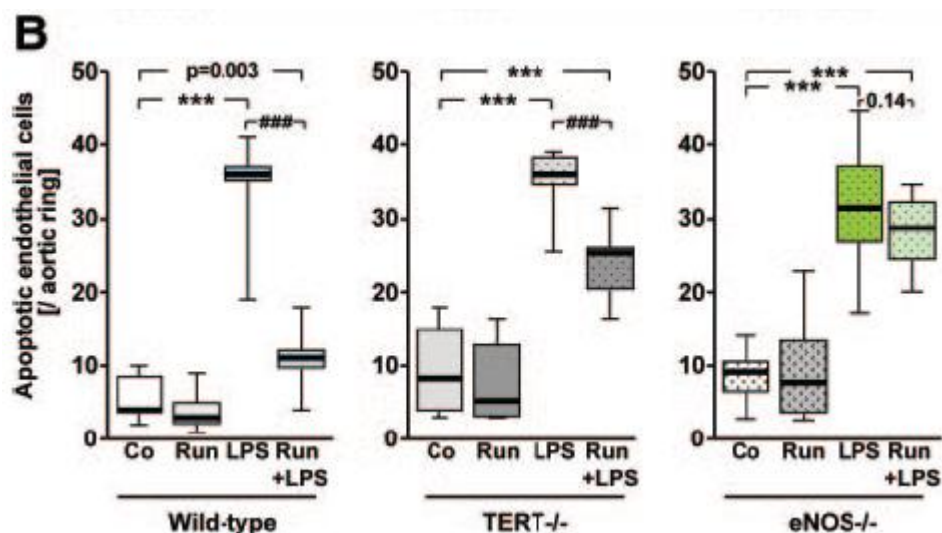 B
Apoptotic endothelial cells
[/ aortic ring]
50
40
30
20
10
0
p=0.003
***
###
Co Run LPS Run
+LPS
Wild-type
50
40
30
20
10
0
***
***
###
Co Run LPS Run
+LPS
TERT-/-
50
40
30
20
10
0
***
***
0.14
Co Run LPS Run
+LPS
eNOS-/-